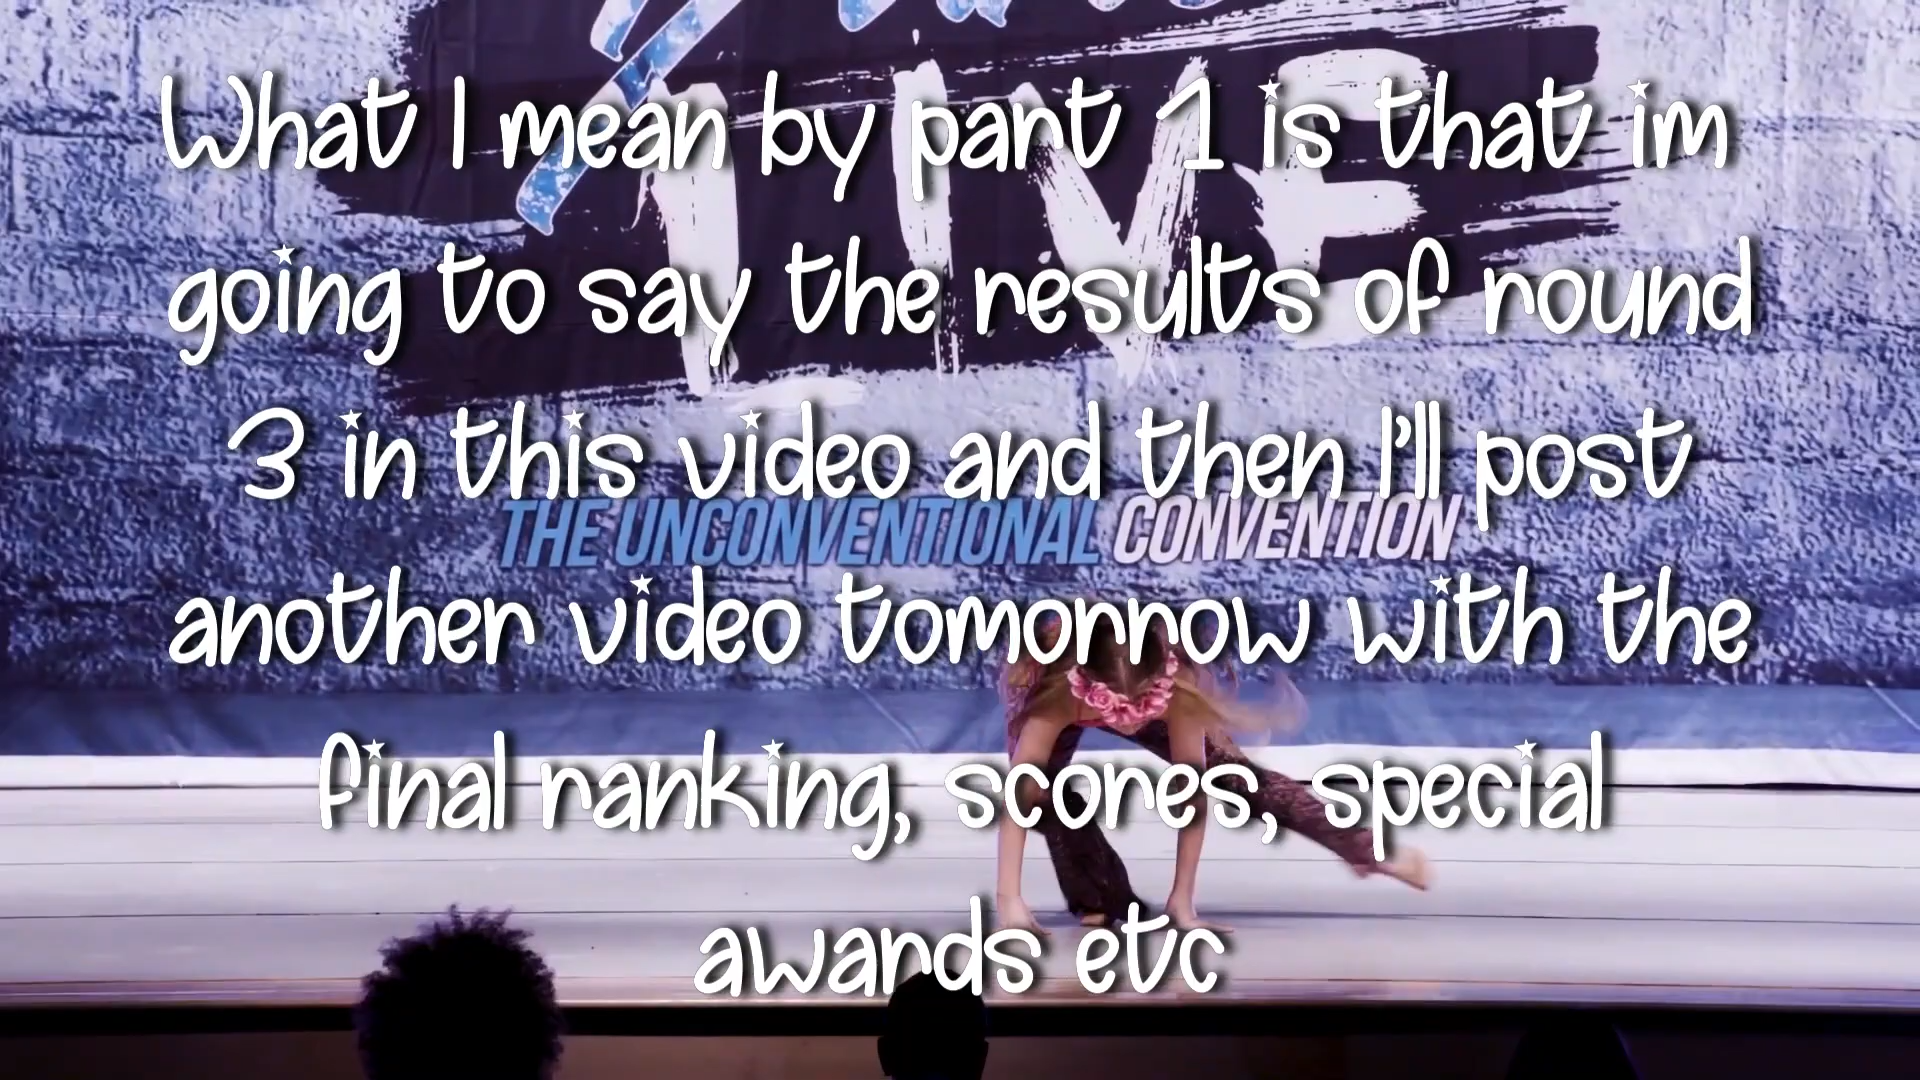 LIVE
What I mean by part 1 is that im
going to say the results of round
3 in this video and then I'll post
THE UNCONVENTIONAL CONVENTION
another video tomorrow with the
final ranking, scores, special
awards etc